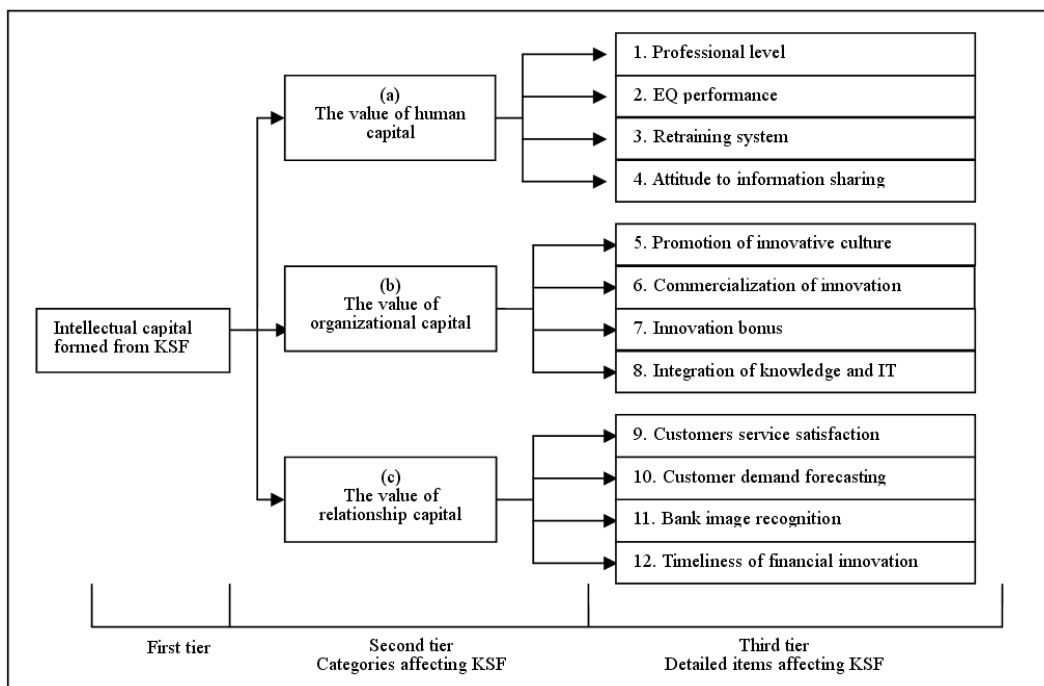 Intellectual capital
formed from KSF
(a)
The value of human
capital
(b)
The value of
organizational capital
(c)
The value of
relationship capital
1. Professional level
2. EQ performance
3. Retraining system
4. Attitude to information sharing
5. Promotion of innovative culture
6. Commercialization of innovation
7. Innovation bonus
8. Integration of knowledge and IT
9. Customers service satisfaction
10. Customer demand forecasting
11. Bank image recognition
12. Timeliness of financial innovation
First tier
Second tier
Categories affecting KSF
Third tier
Detailed items affecting KSF